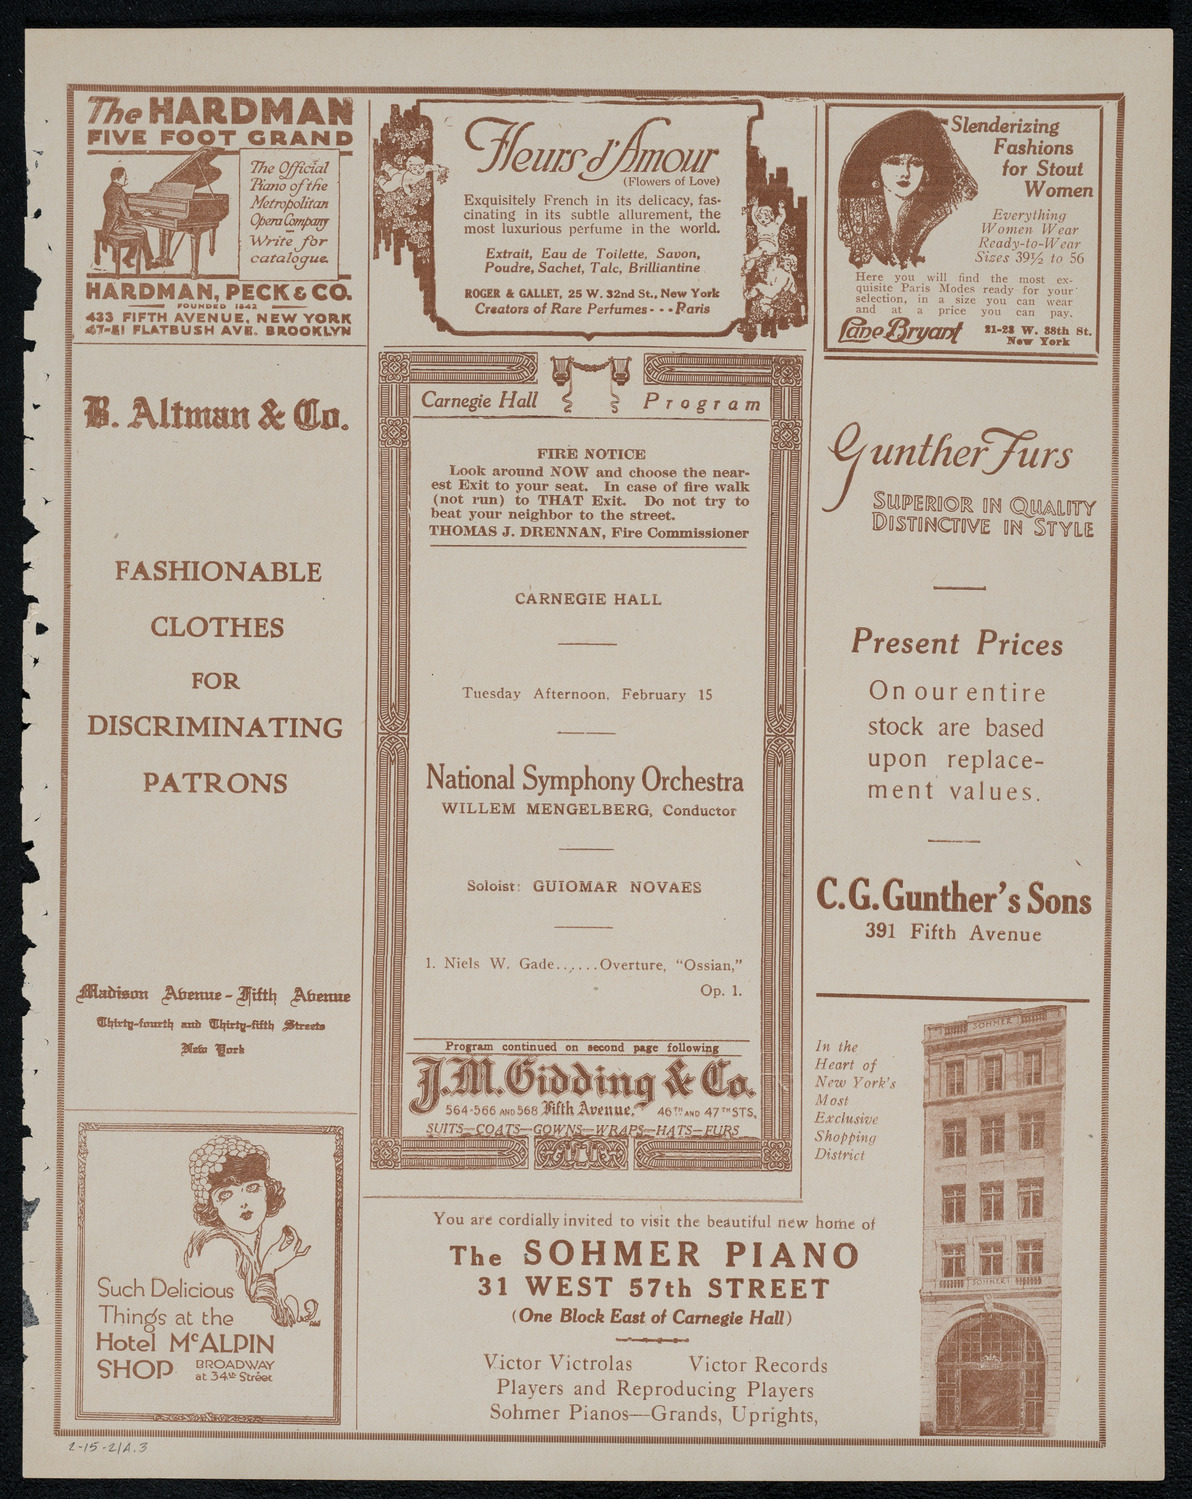 The HARDMAN
FIVE FOOT GRAND
The Official
Piano of the
Metropolitan
Opera Company
Write for
catalogue.
HARDMAN, PECK & CO.
FOUNDED 1842
433 FIFTH AVENUE, NEW YORK
47-51 FLATBUSH AVE. BROOKLYN
Fleurs d'Amour
(Flowers of Love)
Exquisitely French in its delicacy, fas-
cinating in its subtle allurement, the
most luxurious perfume in the world.
Extrait, Eau de Toilette, Savon,
Poudre, Sachet, Talc, Brilliantine
ROGER & GALLET, 25 W. 32nd St., New York
Creators of Rare Perfumes - - - Paris
Slenderizing
Fashions
for Stout
Women
Everything
Women Wear
Ready-to-Wear
Sizes 39½ to 56
Here you will find the most ex-
quisite Paris Modes ready for your
selection, in a size you can wear
and at a price you can pay.
Lane Bryant
21-23 W. 38th St.
New York
B. Altman & Co.
FASHIONABLE
CLOTHES
FOR
DISCRIMINATING
PATRONS
Madison Avenue - Fifth Avenue
Thirty-fourth and Thirty-fifth Streets
New York
Such Delicious
Things at the
Hotel McALPIN
SHOP
BROADWAY
at 34th Street
Carnegie Hall Program
FIRE NOTICE
Look around NOW and choose the near-
est Exit to your seat. In case of fire walk
(not run) to THAT Exit. Do not try to
beat your neighbor to the street.
THOMAS J. DRENNAN, Fire Commissioner
CARNEGIE HALL
Tuesday Afternoon, February 15
National Symphony Orchestra
WILLEM MENGELBERG, Conductor
Soloist: GUIOMAR NOVAES
1. Niels W. Gade......Overture, "Ossian,"
Op. 1.
Program continued on second page following
J.M. Gidding & Co.
564-566 AND 568 Fifth Avenue, 46TH AND 47TH STS.
SUITS—COATS—GOWNS—WRAPS—HATS—FURS
Gunther Furs
SUPERIOR IN QUALITY
DISTINCTIVE IN STYLE
Present Prices
On our entire
stock are based
upon replace-
ment values.
C. G. Gunther's Sons
391 Fifth Avenue
In the
Heart of
New York's
Most
Exclusive
Shopping
District
SOHMER
SOHMER
You are cordially invited to visit the beautiful new home of
The SOHMER PIANO
31 WEST 57th STREET
(One Block East of Carnegie Hall)
Victor Victrolas Victor Records
Players and Reproducing Players
Sohmer Pianos—Grands, Uprights,
2-15-21A.3